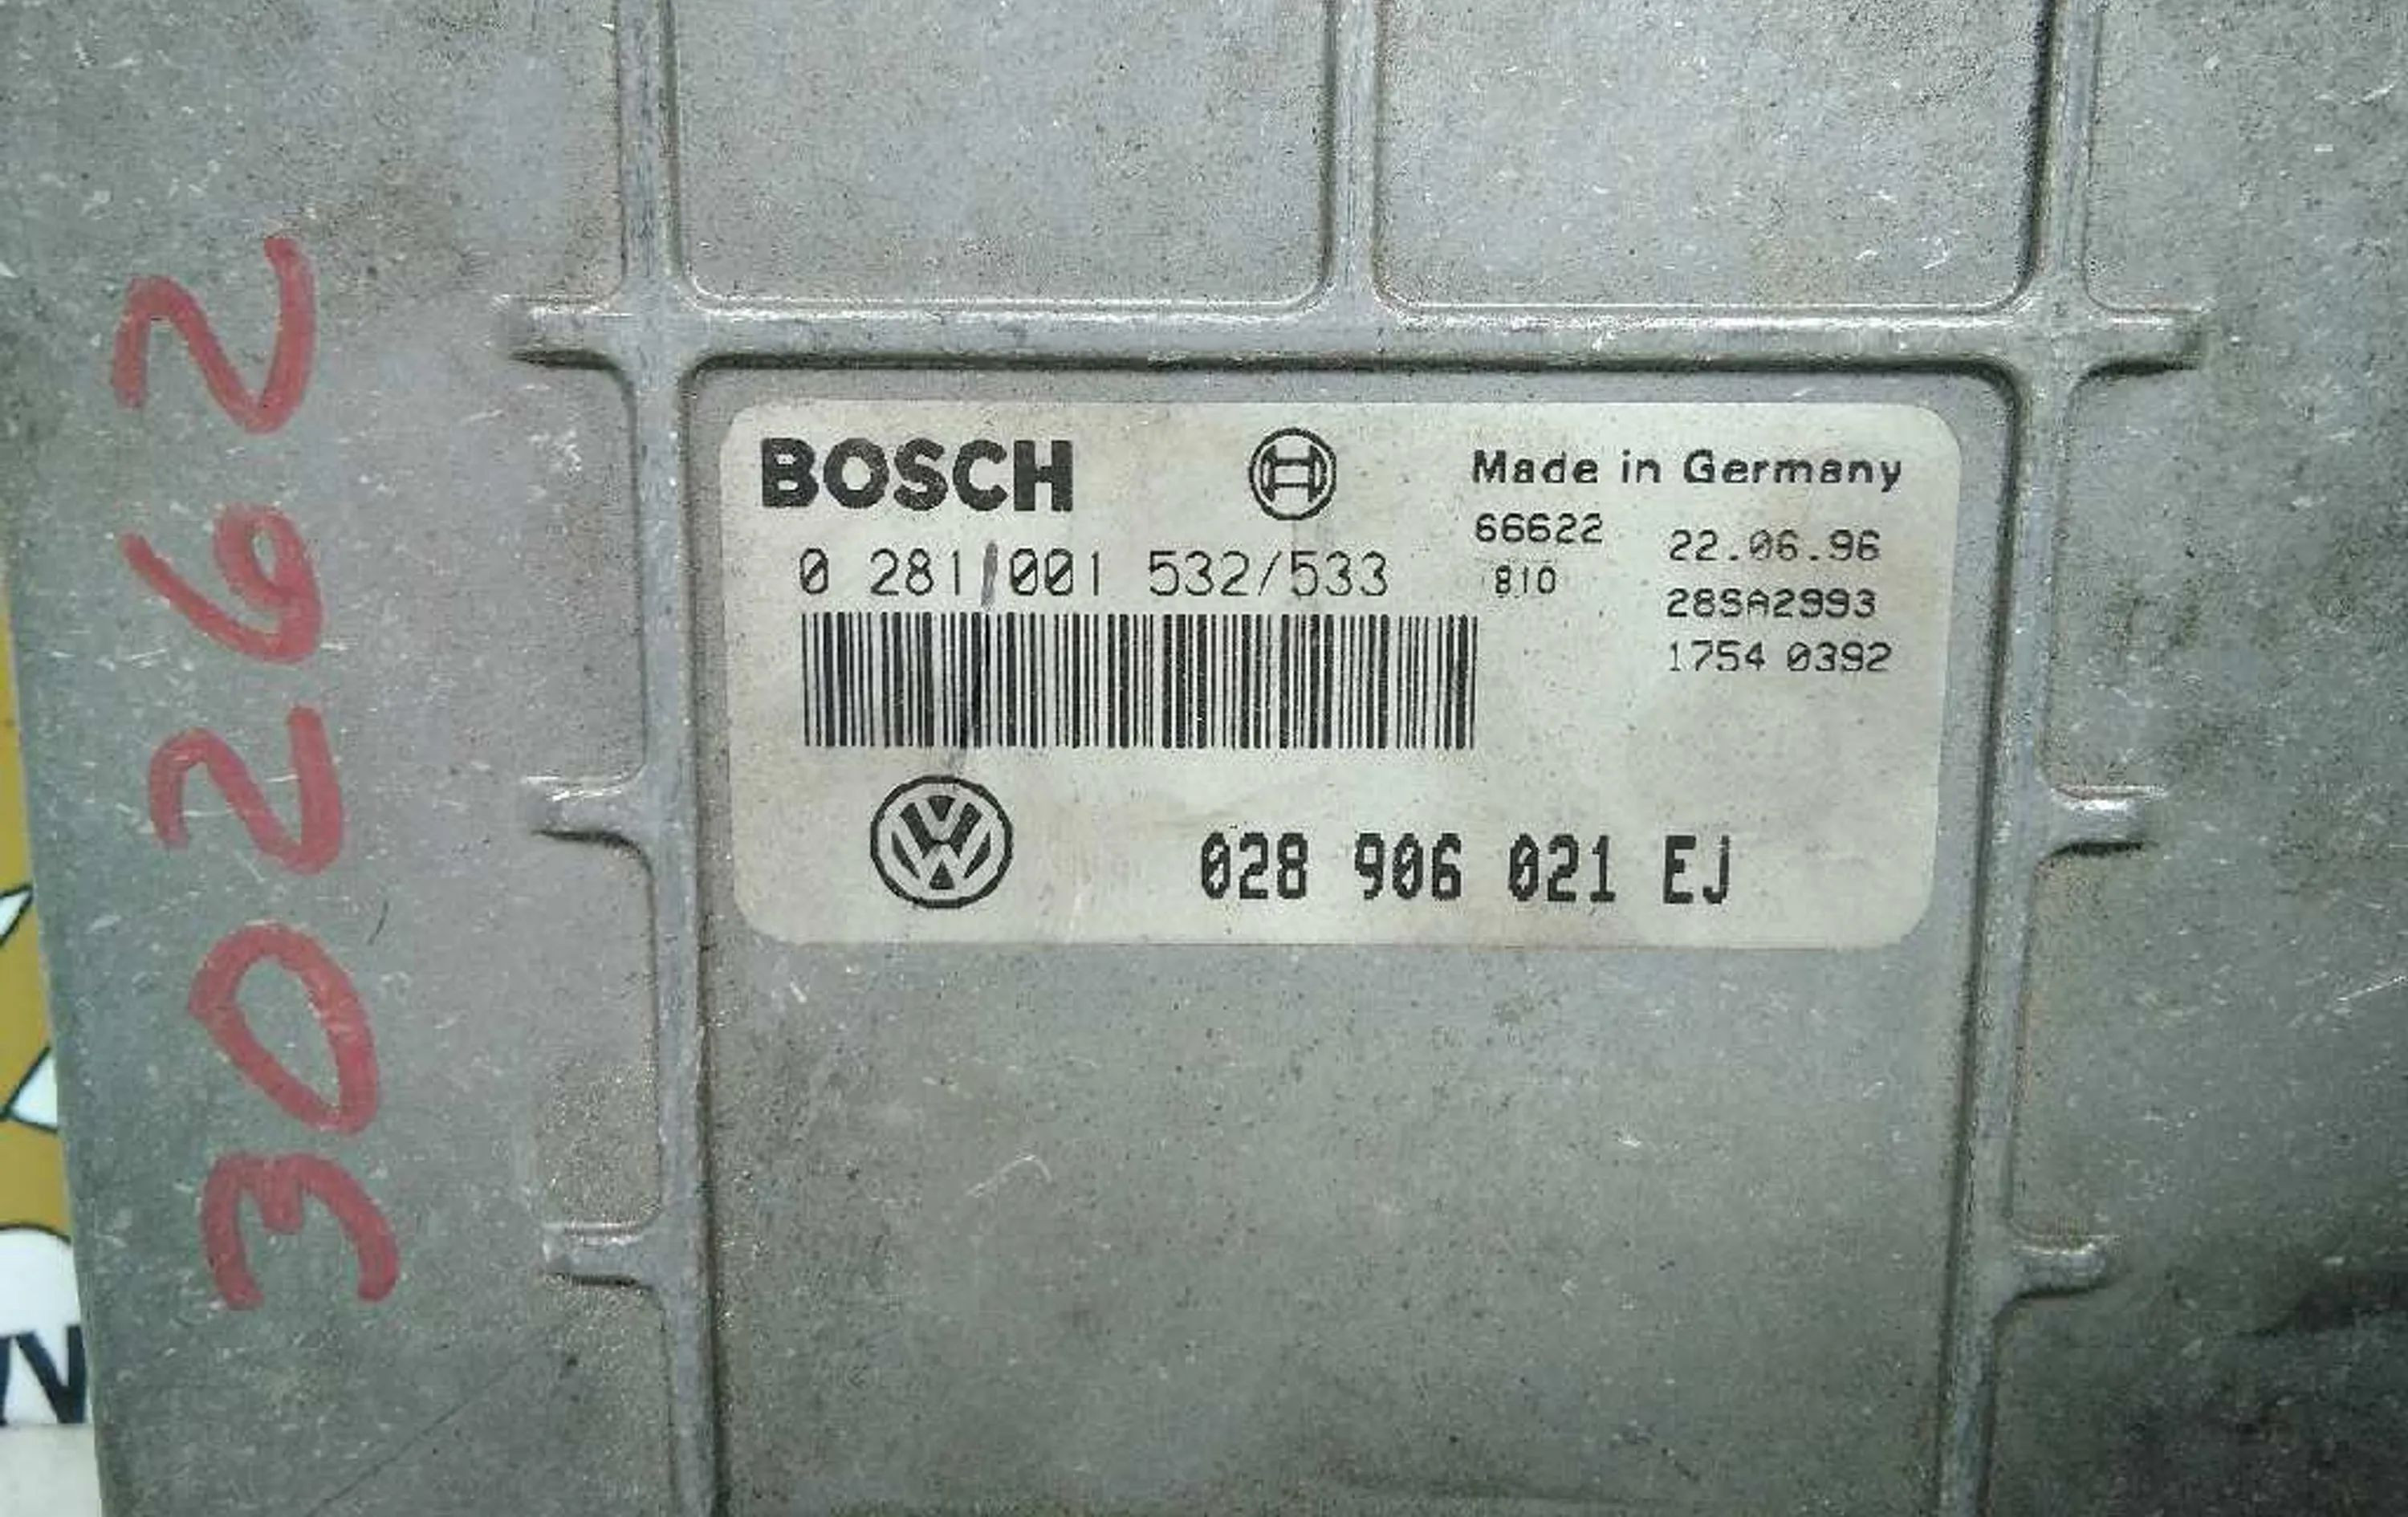 30262
BOSCH
Made in Germany
0 281 001 532/533
66622
810
22.06.96
28SA2993
1754 0392
028 906 021 EJ